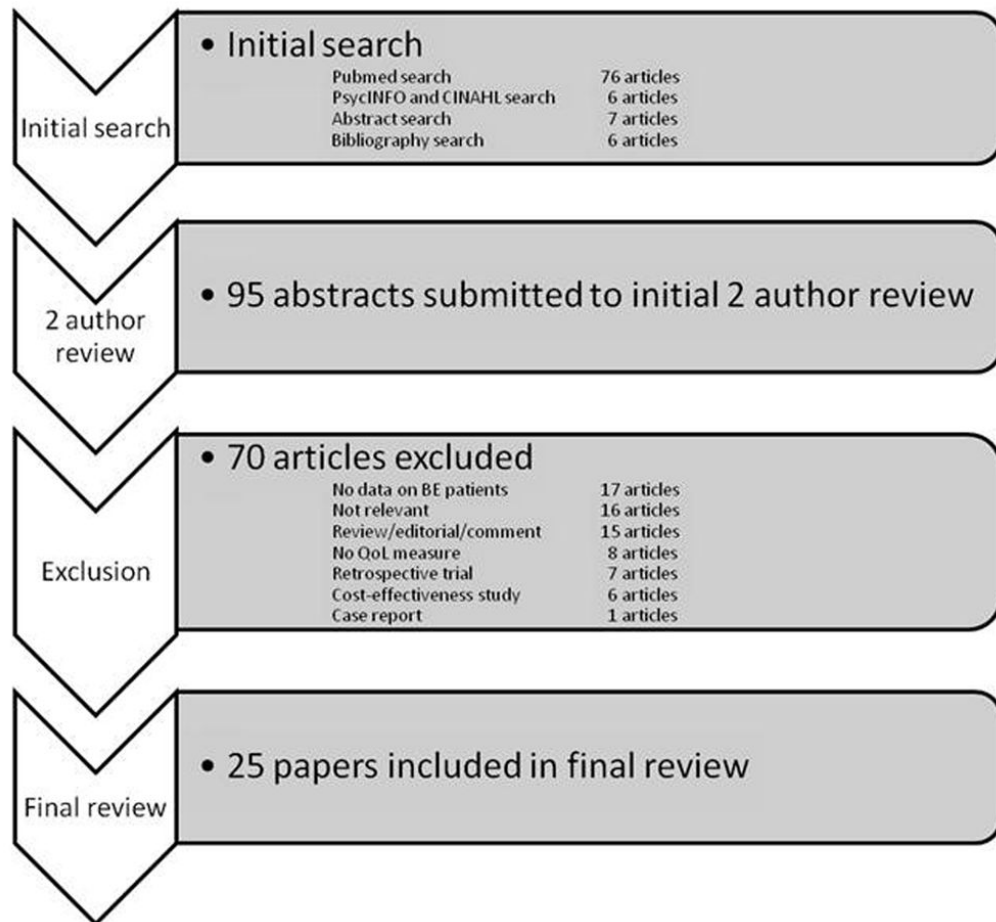 Initial search
• Initial search
Pubmed search 76 articles
PsycINFO and CINAHL search 6 articles
Abstract search 7 articles
Bibliography search 6 articles
2 author
review
• 95 abstracts submitted to initial 2 author review
Exclusion
• 70 articles excluded
No data on BE patients 17 articles
Not relevant 16 articles
Review/editorial/comment 15 articles
No QoL measure 8 articles
Retrospective trial 7 articles
Cost-effectiveness study 6 articles
Case report 1 articles
Final review
• 25 papers included in final review